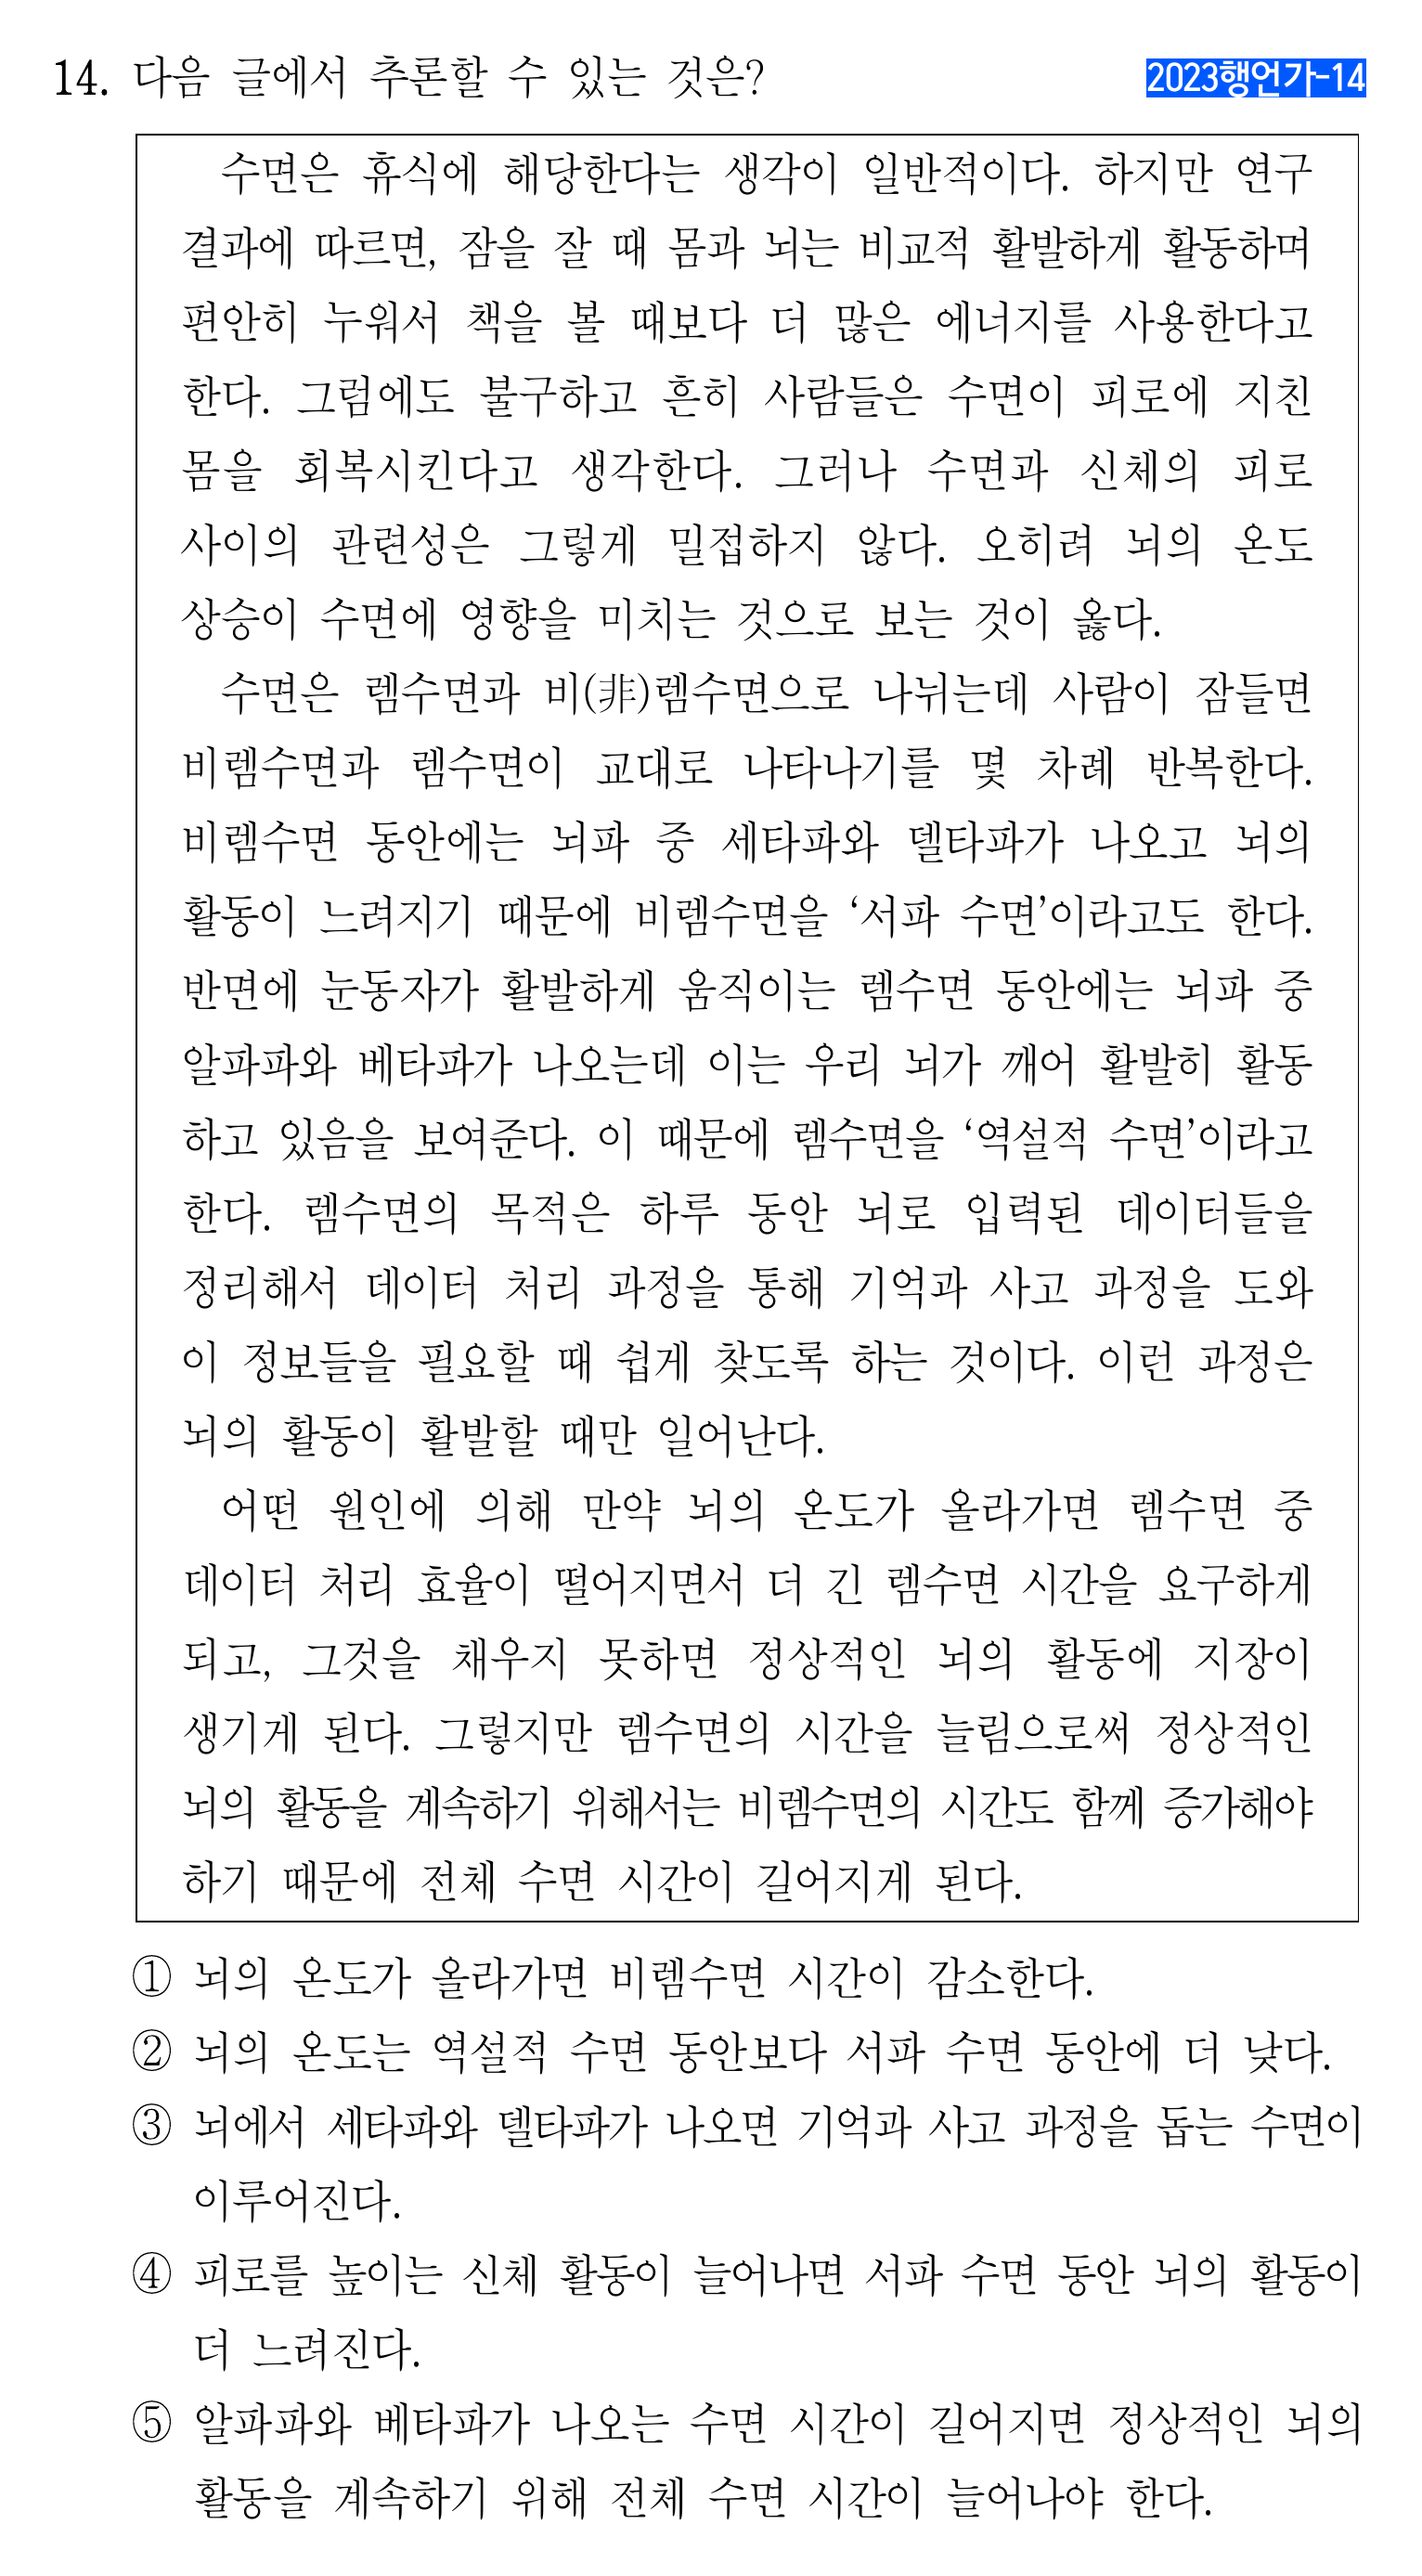 14. 다음 글에서 추론할 수 있는 것은?
2023행언가-14
수면은 휴식에 해당한다는 생각이 일반적이다. 하지만 연구
결과에 따르면, 잠을 잘 때 몸과 뇌는 비교적 활발하게 활동하며
편안히 누워서 책을 볼 때보다 더 많은 에너지를 사용한다고
한다. 그럼에도 불구하고 흔히 사람들은 수면이 피로에 지친
몸을 회복시킨다고 생각한다. 그러나 수면과 신체의 피로
사이의 관련성은 그렇게 밀접하지 않다. 오히려 뇌의 온도
상승이 수면에 영향을 미치는 것으로 보는 것이 옳다.
수면은 렘수면과 비(非)렘수면으로 나뉘는데 사람이 잠들면
비렘수면과 렘수면이 교대로 나타나기를 몇 차례 반복한다.
비렘수면 동안에는 뇌파 중 세타파와 델타파가 나오고 뇌의
활동이 느려지기 때문에 비렘수면을 ‘서파 수면’이라고도 한다.
반면에 눈동자가 활발하게 움직이는 렘수면 동안에는 뇌파 중
알파파와 베타파가 나오는데 이는 우리 뇌가 깨어 활발히 활동
하고 있음을 보여준다. 이 때문에 렘수면을 ‘역설적 수면’이라고
한다. 렘수면의 목적은 하루 동안 뇌로 입력된 데이터들을
정리해서 데이터 처리 과정을 통해 기억과 사고 과정을 도와
이 정보들을 필요할 때 쉽게 찾도록 하는 것이다. 이런 과정은
뇌의 활동이 활발할 때만 일어난다.
어떤 원인에 의해 만약 뇌의 온도가 올라가면 렘수면 중
데이터 처리 효율이 떨어지면서 더 긴 렘수면 시간을 요구하게
되고, 그것을 채우지 못하면 정상적인 뇌의 활동에 지장이
생기게 된다. 그렇지만 렘수면의 시간을 늘림으로써 정상적인
뇌의 활동을 계속하기 위해서는 비렘수면의 시간도 함께 증가해야
하기 때문에 전체 수면 시간이 길어지게 된다.
① 뇌의 온도가 올라가면 비렘수면 시간이 감소한다.
② 뇌의 온도는 역설적 수면 동안보다 서파 수면 동안에 더 낮다.
③ 뇌에서 세타파와 델타파가 나오면 기억과 사고 과정을 돕는 수면이
이루어진다.
④ 피로를 높이는 신체 활동이 늘어나면 서파 수면 동안 뇌의 활동이
더 느려진다.
⑤ 알파파와 베타파가 나오는 수면 시간이 길어지면 정상적인 뇌의
활동을 계속하기 위해 전체 수면 시간이 늘어나야 한다.